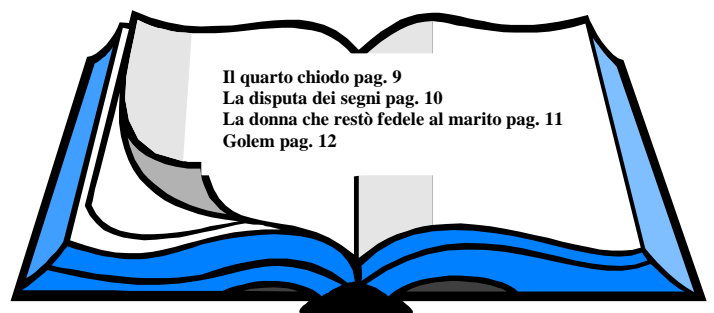 Il quarto chiodo pag. 9
La disputa dei segni pag. 10
La donna che restò fedele al marito pag. 11
Golem pag. 12